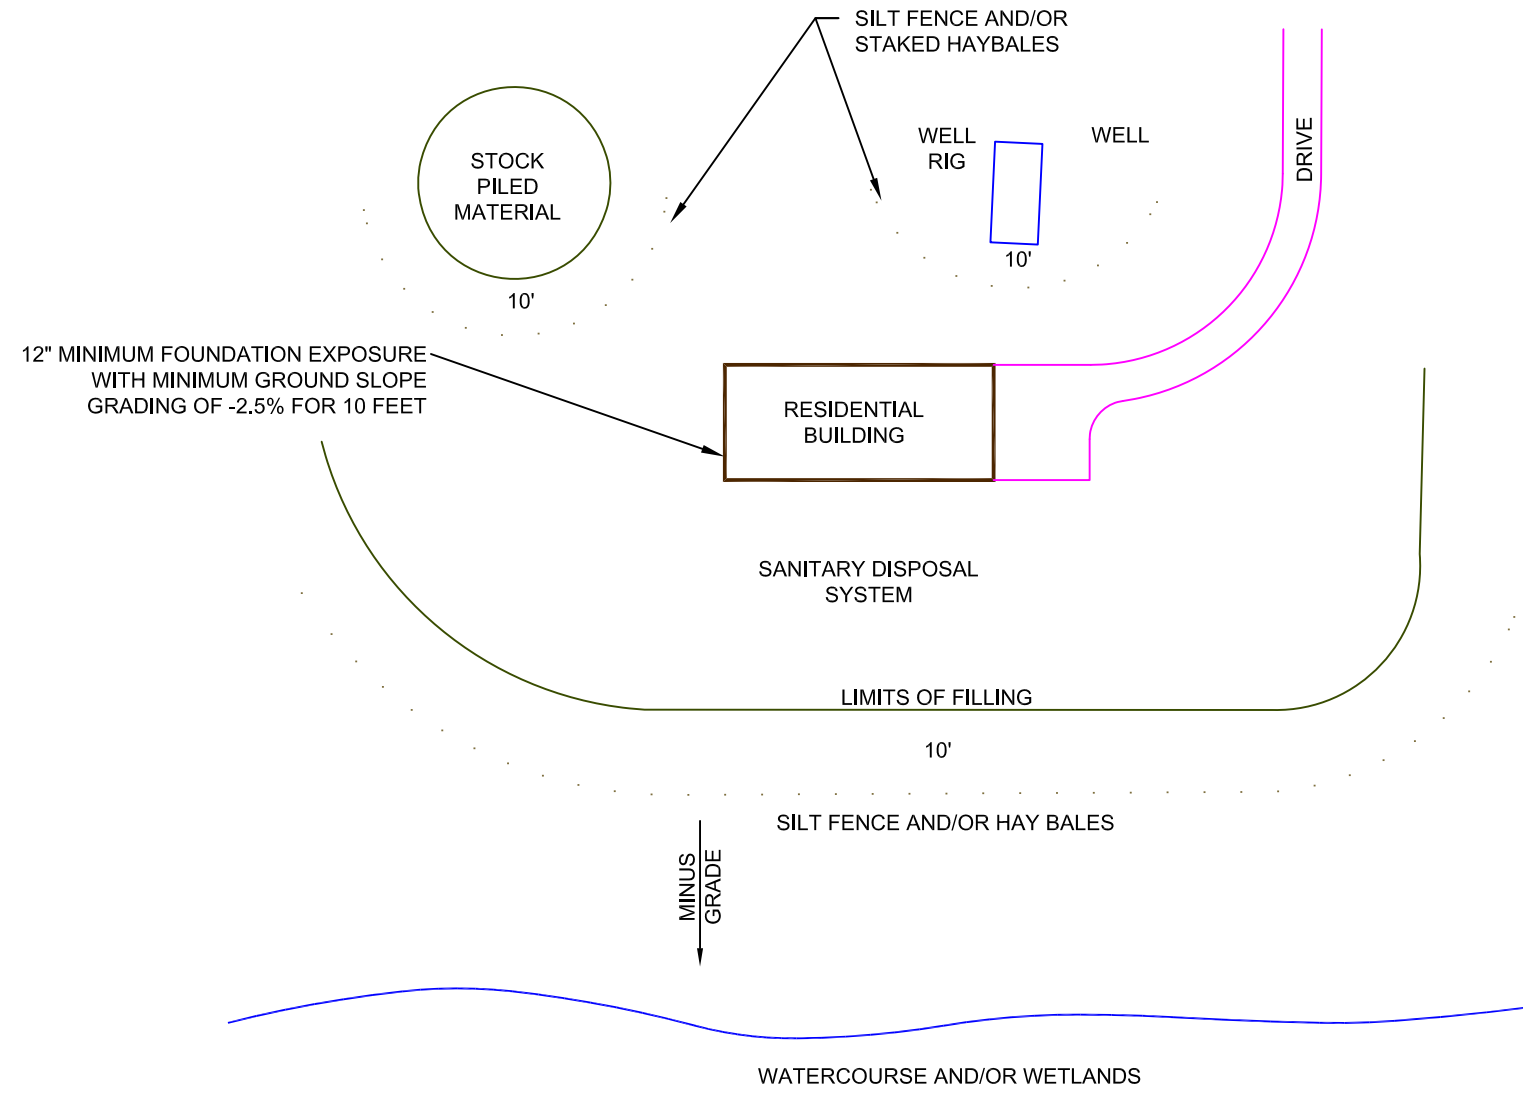 SILT FENCE AND/OR
STAKED HAYBALES
WELL
RIG
WELL
DRIVE
STOCK
PILED
MATERIAL
10'
10'
12" MINIMUM FOUNDATION EXPOSURE
WITH MINIMUM GROUND SLOPE
GRADING OF -2.5% FOR 10 FEET
RESIDENTIAL
BUILDING
SANITARY DISPOSAL
SYSTEM
LIMITS OF FILLING
10'
SILT FENCE AND/OR HAY BALES
MINUS
GRADE
WATERCOURSE AND/OR WETLANDS